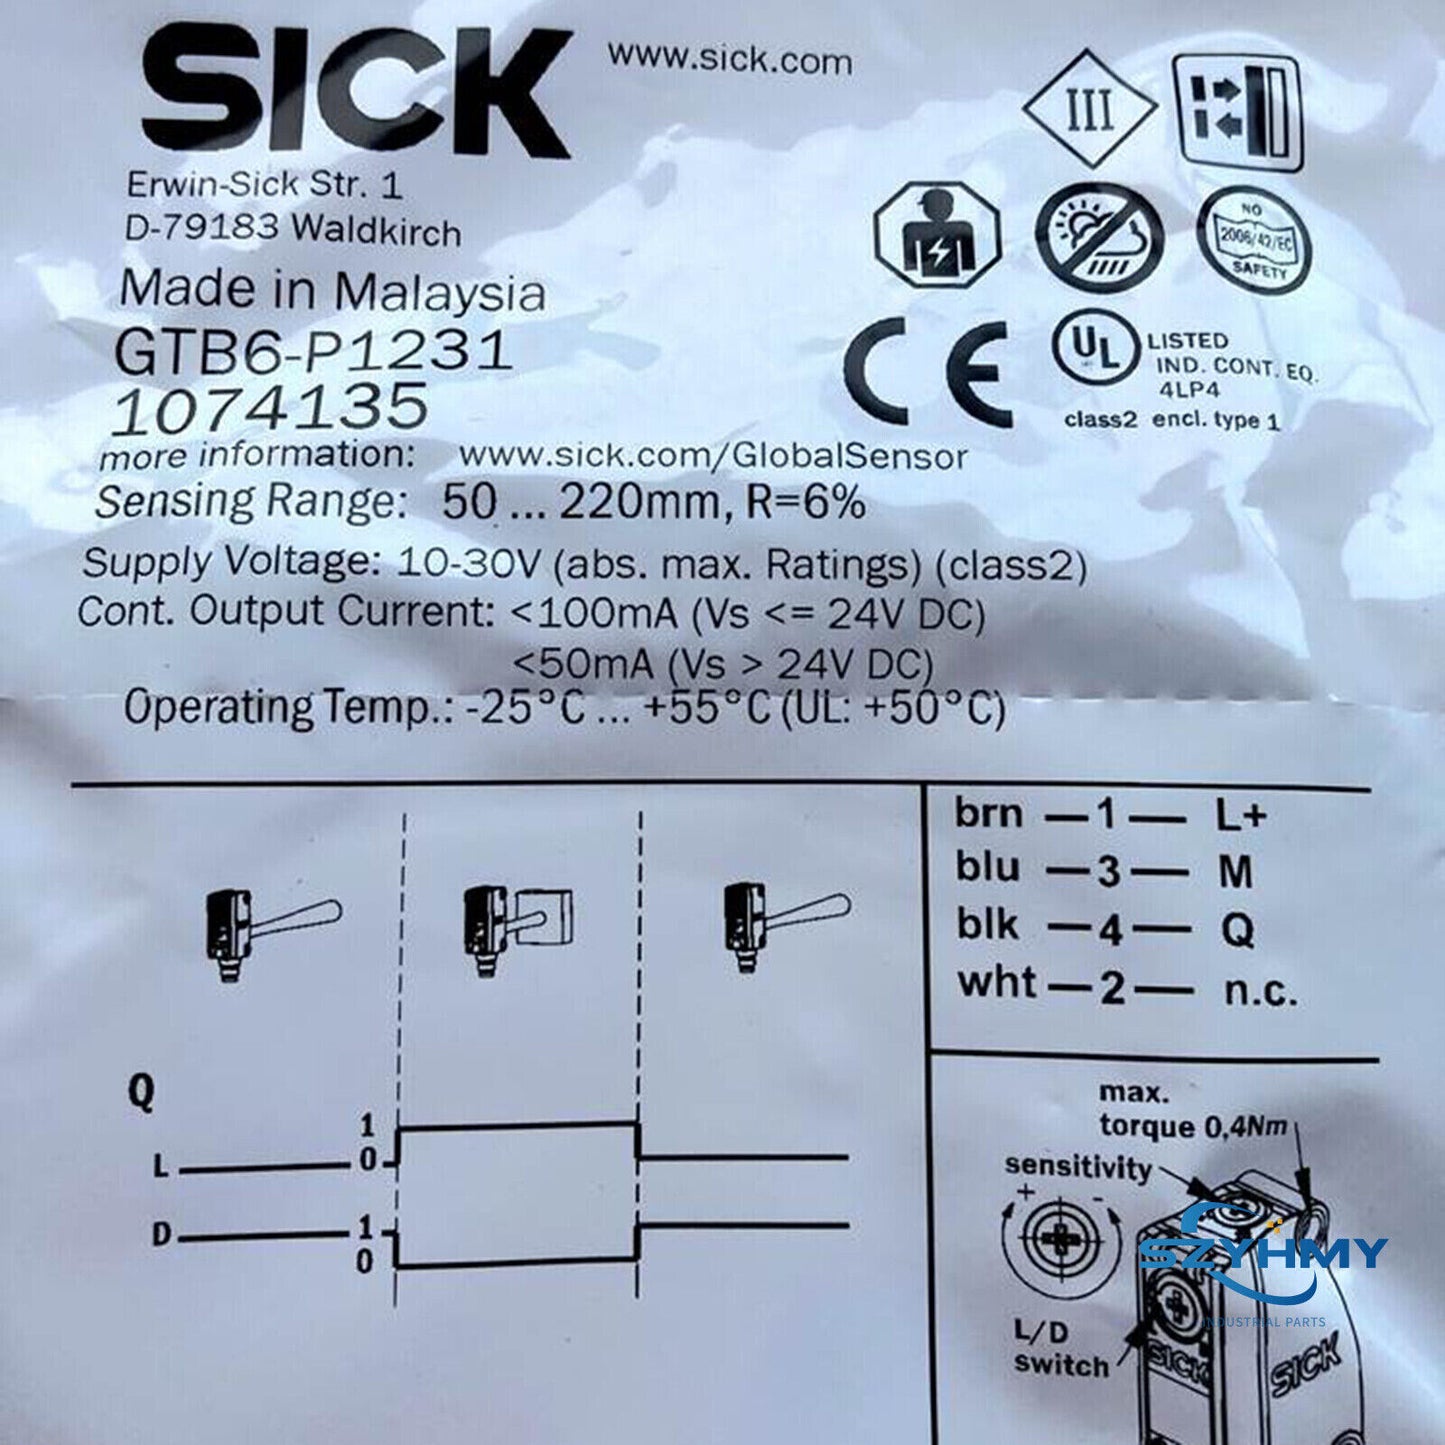 SICK
www.sick.com
III
Erwin-Sick Str. 1
D-79183 Waldkirch
NO
2006/42/EC
SAFETY
Made in Malaysia
GTB6-P1231
1074135
CE
UL LISTED
IND. CONT. EQ.
4LP4
class2 encl. type 1
more information: www.sick.com/GlobalSensor
Sensing Range: 50 ... 220mm, R=6%
Supply Voltage: 10-30V (abs. max. Ratings) (class2)
Cont. Output Current: <100mA (Vs <= 24V DC)
<50mA (Vs > 24V DC)
Operating Temp.: -25°C ... +55°C (UL: +50°C)
brn 1 L+
blu 3 M
blk 4 Q
wht 2 n.c.
Q
1
L 0
D 1
0
max.
torque 0,4Nm
sensitivity
+ -
L/D
switch
SICK
SICK
SZYHMY
INDUSTRIAL PARTS